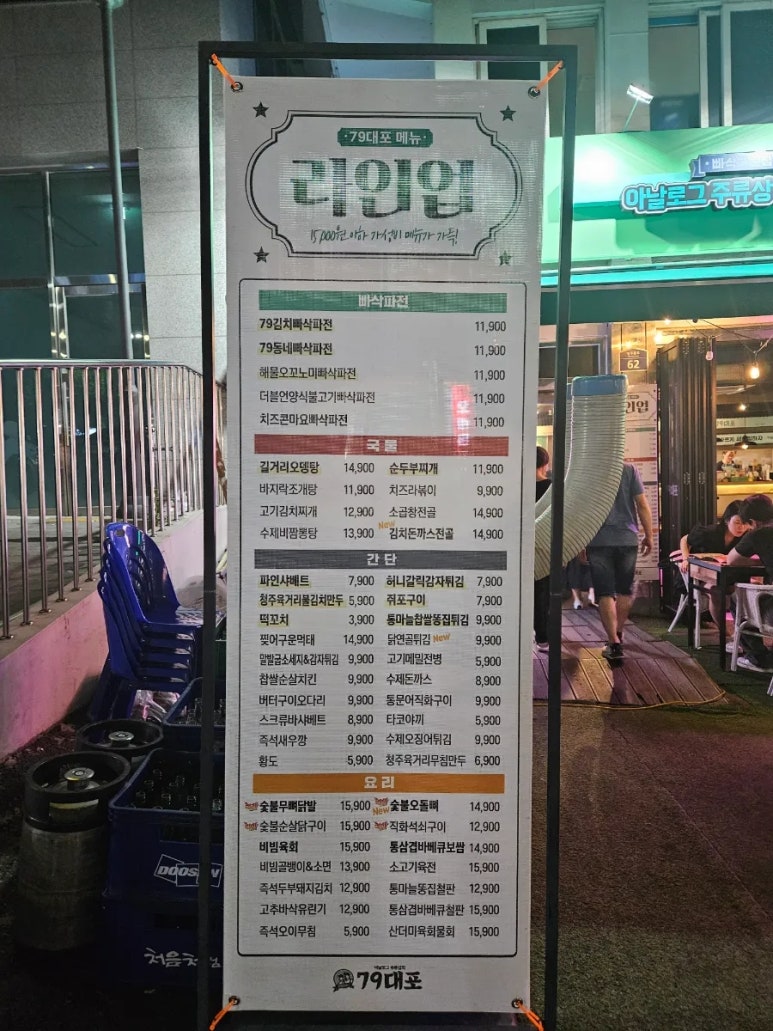 79대포 메뉴
라인업
15,000원 이하 가성비 메뉴가 가득!
빠삭파전
79김치빠삭파전 11,900
79동네빠삭파전 11,900
해물오꼬노미빠삭파전 11,900
더블언양식불고기빠삭파전 11,900
치즈콘마요빠삭파전 11,900
국물
길거리오뎅탕 14,900 순두부찌개 11,900
바지락조개탕 11,900 치즈라볶이 9,900
고기김치찌개 12,900 소곱창전골 14,900
수제비짬뽕탕 13,900 New 김치돈까스전골 14,900
간단
파인샤베트 7,900 허니갈릭감자튀김 7,900
청주육거리물김치만두 5,900 쥐포구이 7,900
떡꼬치 3,900 통마늘찹쌀똥집튀김 9,900
찢어구운먹태 14,900 닭연골튀김 New 9,900
말발굽소세지&감자튀김 9,900 고기메밀전병 5,900
찹쌀순살치킨 9,900 수제돈까스 8,900
버터구이오다리 9,900 통문어직화구이 9,900
스크류바샤베트 8,900 타코야끼 5,900
즉석새우깡 9,900 수제오징어튀김 9,900
황도 5,900 청주육거리무침만두 6,900
요리
숯불무뼈닭발 15,900 New 숯불오돌뼈 14,900
숯불순살닭구이 15,900 직화석쇠구이 12,900
비빔육회 15,900 통삼겹바베큐보쌈 14,900
비빔골뱅이&소면 13,900 소고기육전 15,900
즉석두부돼지김치 12,900 통마늘똥집철판 12,900
고추바삭유린기 12,900 통삼겹바베큐철판 15,900
즉석오이무침 5,900 산더미육회물회 15,900
아날로그 주류잡화
79대포
아날로그 주류상
62
DOOSAN
처음처럼